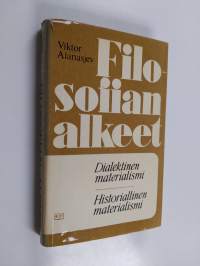 Viktor Afanasjev
Filo-
sofian
alkeet
Dialektinen
materialismi
Historiallinen
materialismi